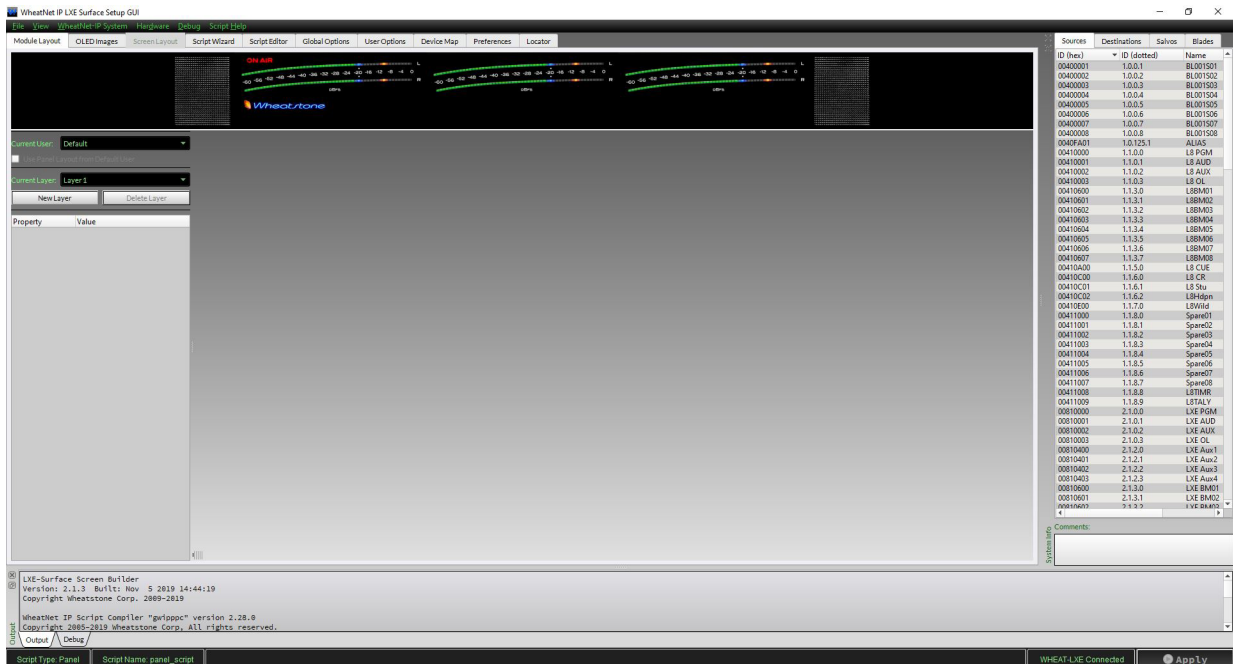 WheatNet IP LXE Surface Setup GUI
File View WheatNet-IP System Hardware Debug Script Help
Module Layout OLED Images Screen Layout Script Wizard Script Editor Global Options User Options Device Map Preferences Locator
ON AIR
Wheatstone
Current User: Default
Use Panel Layout from Default User
Current Layer: Layer 1
New Layer Delete Layer
Property Value
Sources Destinations Salvos Blades
ID (hex) ID (dotted) Name
00400001 1.0.0.1 BL001S01
00400002 1.0.0.2 BL001S02
00400003 1.0.0.3 BL001S03
00400004 1.0.0.4 BL001S04
00400005 1.0.0.5 BL001S05
00400006 1.0.0.6 BL001S06
00400007 1.0.0.7 BL001S07
00400008 1.0.0.8 BL001S08
0040FA01 1.0.125.1 ALIAS
00410000 1.1.0.0 L8 PGM
00410001 1.1.0.1 L8 AUD
00410002 1.1.0.2 L8 AUX
00410003 1.1.0.3 L8 OL
00410600 1.1.3.0 L8BM01
00410601 1.1.3.1 L8BM02
00410602 1.1.3.2 L8BM03
00410603 1.1.3.3 L8BM04
00410604 1.1.3.4 L8BM05
00410605 1.1.3.5 L8BM06
00410606 1.1.3.6 L8BM07
00410607 1.1.3.7 L8BM08
00410A00 1.1.5.0 L8 CUE
00410C00 1.1.6.0 L8 CR
00410C01 1.1.6.1 L8 Stu
00410C02 1.1.6.2 L8Hdpn
00410E00 1.1.7.0 L8Wild
00411000 1.1.8.0 Spare01
00411001 1.1.8.1 Spare02
00411002 1.1.8.2 Spare03
00411003 1.1.8.3 Spare04
00411004 1.1.8.4 Spare05
00411005 1.1.8.5 Spare06
00411006 1.1.8.6 Spare07
00411007 1.1.8.7 Spare08
00411008 1.1.8.8 L8TIMR
00411009 1.1.8.9 L8TALY
00810000 2.1.0.0 LXE PGM
00810001 2.1.0.1 LXE AUD
00810002 2.1.0.2 LXE AUX
00810003 2.1.0.3 LXE OL
00810400 2.1.2.0 LXE Aux1
00810401 2.1.2.1 LXE Aux2
00810402 2.1.2.2 LXE Aux3
00810403 2.1.2.3 LXE Aux4
00810600 2.1.3.0 LXE BM01
00810601 2.1.3.1 LXE BM02
00810602 2.1.3.2 LXE BM03
System Info
Comments:
LXE-Surface Screen Builder
Version: 2.1.3 Built: Nov 5 2019 14:44:19
Copyright Wheatstone Corp. 2009-2019
WheatNet IP Script Compiler "gwipppc" version 2.28.0
Copyright 2005-2019 Wheatstone Corp, All rights reserved.
Output
Output Debug
Script Type: Panel Script Name: panel_script WHEAT-LXE Connected Apply